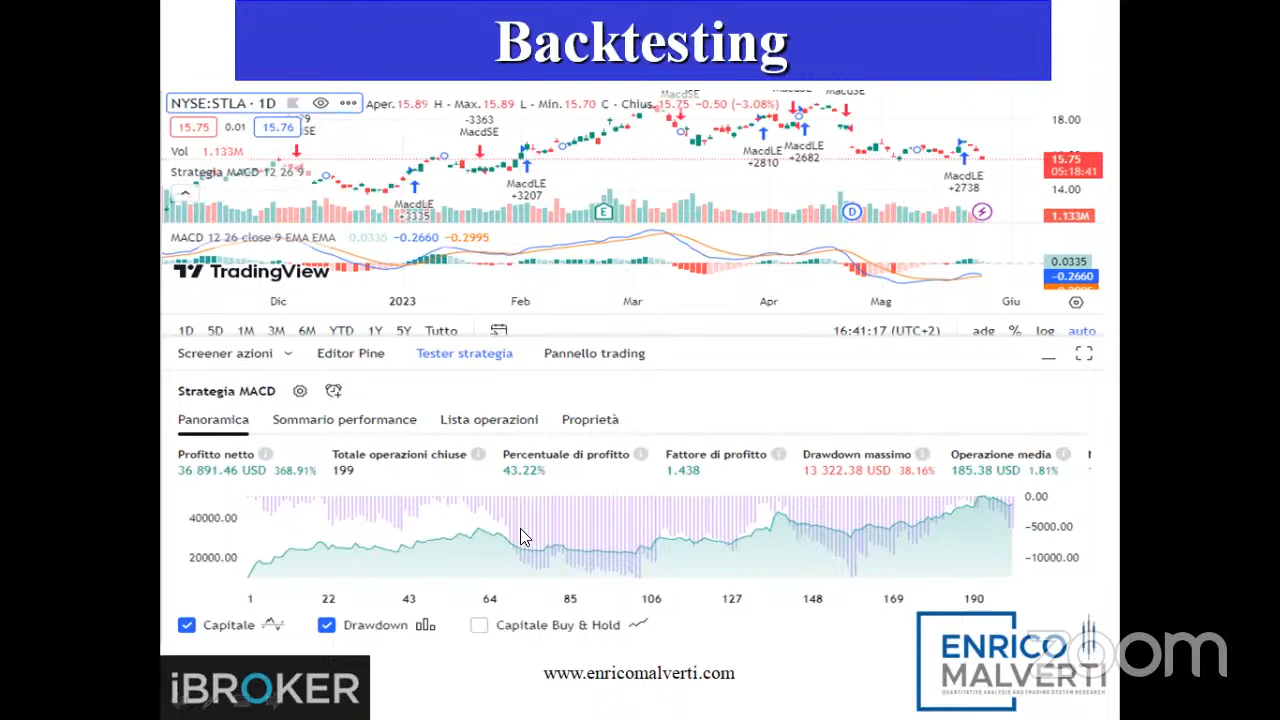 Backtesting
NYSE:STLA · 1D Aper. 15.89 H - Max. 15.89 L - Min. 15.70 C - Chius. 15.75 -0.50 (-3.08%)
15.75 0.01 15.76
Vol 1.133M
Strategia MACD 12 26 9
-3363
MacdSE
MacdSE
MacdSE
MacdLE
+3335
MacdLE
+3207
MacdLE
+2810
MacdLE
+2682
MacdLE
+2738
E
D
18.00
15.75
05:18:41
14.00
1.133M
MACD 12 26 close 9 EMA EMA 0.0335 -0.2660 -0.2995
0.0335
-0.2660
TradingView
Dic 2023 Feb Mar Apr Mag Giu
1D 5D 1M 3M 6M YTD 1Y 5Y Tutto 16:41:17 (UTC+2) adg % log auto
Screener azioni Editor Pine Tester strategia Pannello trading
Strategia MACD
Panoramica Sommario performance Lista operazioni Proprietà
Profitto netto Totale operazioni chiuse Percentuale di profitto Fattore di profitto Drawdown massimo Operazione media
36 891.46 USD 368.91% 199 43.22% 1.438 13 322.38 USD 38.16% 185.38 USD 1.81%
40000.00
20000.00
0.00
-5000.00
-10000.00
1 22 43 64 85 106 127 148 169 190
Capitale Drawdown Capitale Buy & Hold
iBROKER
www.enricomalverti.com
ENRICO
MALVERTI
QUANTITATIVE ANALYSIS AND TRADING SYSTEM RESEARCH
zoom